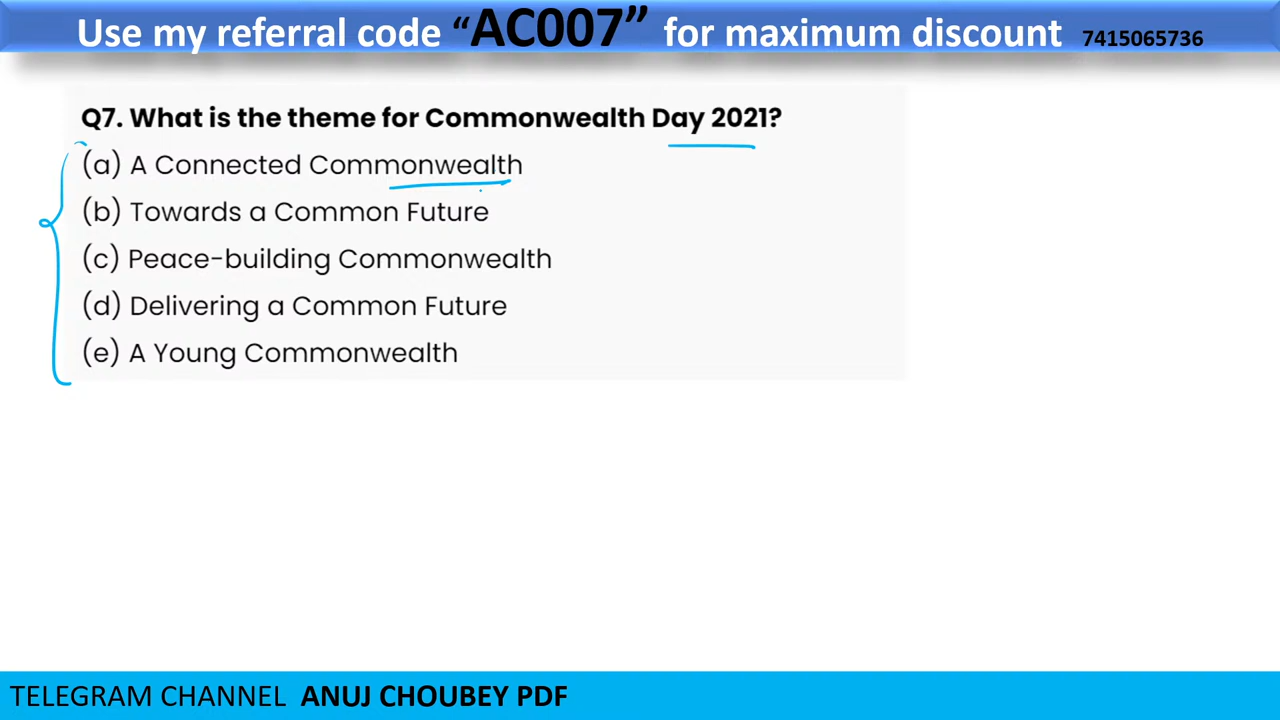 Use my referral code “AC007” for maximum discount 7415065736
Q7. What is the theme for Commonwealth Day 2021?
(a) A Connected Commonwealth
(b) Towards a Common Future
(c) Peace-building Commonwealth
(d) Delivering a Common Future
(e) A Young Commonwealth
TELEGRAM CHANNEL ANUJ CHOUBEY PDF